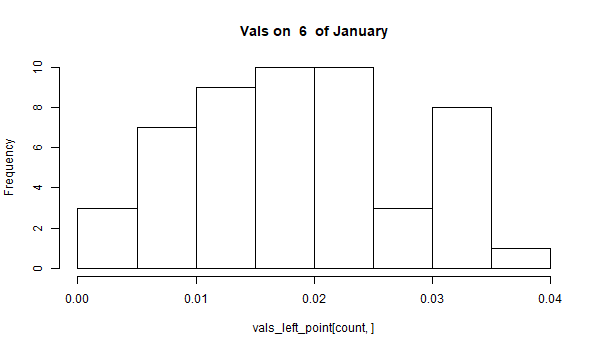 Vals on  6  of January
Frequency
10
8
6
4
2
0
0.00 0.01 0.02 0.03 0.04
vals_left_point[count, ]